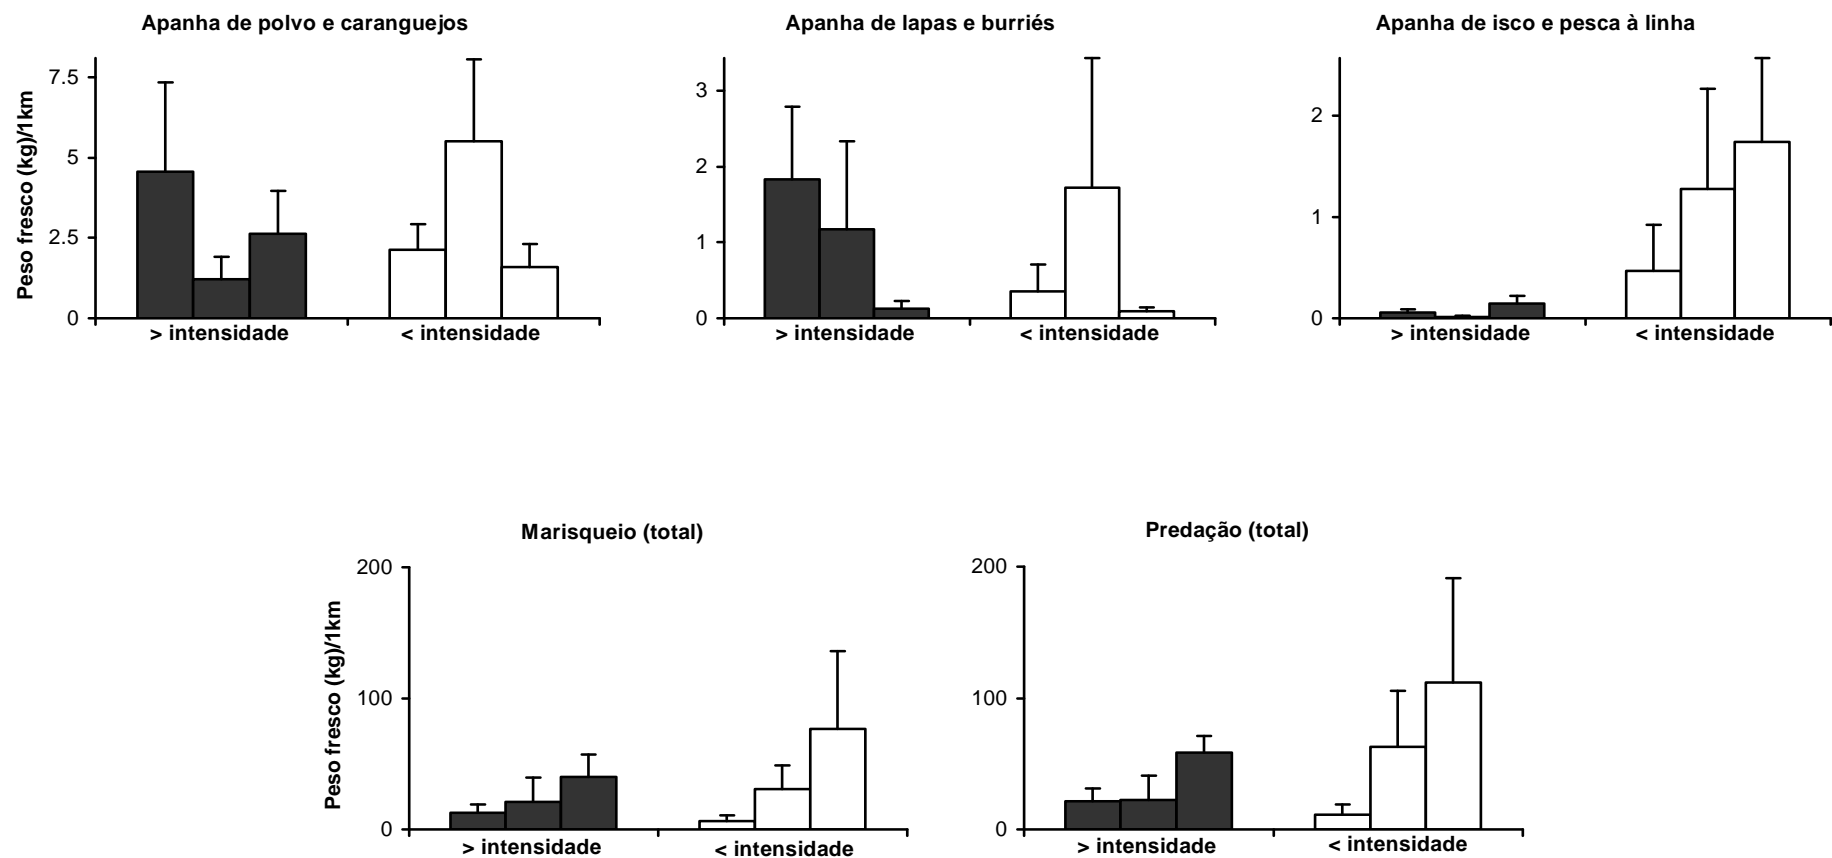 Apanha de polvo e caranguejos
Peso fresco (kg)/1km
7.5
5
2.5
0
> intensidade
< intensidade
Apanha de lapas e burriés
3
2
1
0
> intensidade
< intensidade
Apanha de isco e pesca à linha
2
1
0
> intensidade
< intensidade
Marisqueio (total)
Peso fresco (kg)/1km
200
100
0
> intensidade
< intensidade
Predação (total)
200
100
0
> intensidade
< intensidade